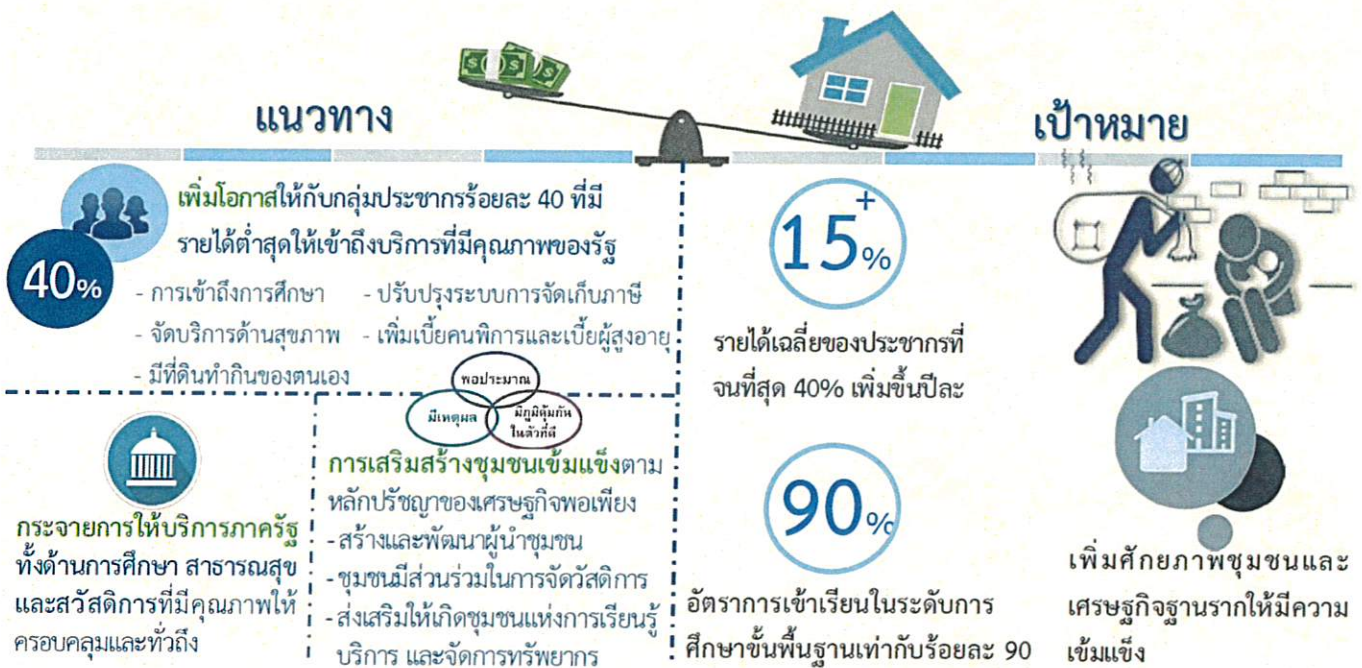 แนวทาง
เพิ่มโอกาสให้กับกลุ่มประชากรร้อยละ 40 ที่มี
รายได้ต่ำสุดให้เข้าถึงบริการที่มีคุณภาพของรัฐ
40%
- การเข้าถึงการศึกษา - ปรับปรุงระบบการจัดเก็บภาษี
- จัดบริการด้านสุขภาพ - เพิ่มเบี้ยคนพิการและเบี้ยผู้สูงอายุ
- มีที่ดินทำกินของตนเอง
กระจายการให้บริการภาครัฐ
ทั้งด้านการศึกษา สาธารณสุข
และสวัสดิการที่มีคุณภาพให้
ครอบคลุมและทั่วถึง
พอประมาณ
มีเหตุผล
มีภูมิคุ้มกัน
ในตัวที่ดี
การเสริมสร้างชุมชนเข้มแข็งตาม
หลักปรัชญาของเศรษฐกิจพอเพียง
-สร้างและพัฒนาผู้นำชุมชน
-ชุมชนมีส่วนร่วมในการจัดวัสดิการ
-ส่งเสริมให้เกิดชุมชนแห่งการเรียนรู้
บริการ และจัดการทรัพยากร
เป้าหมาย
15+%
รายได้เฉลี่ยของประชากรที่
จนที่สุด 40% เพิ่มขึ้นปีละ
90%
อัตราการเข้าเรียนในระดับการ
ศึกษาขั้นพื้นฐานเท่ากับร้อยละ 90
เพิ่มศักยภาพชุมชนและ
เศรษฐกิจฐานรากให้มีความ
เข้มแข็ง